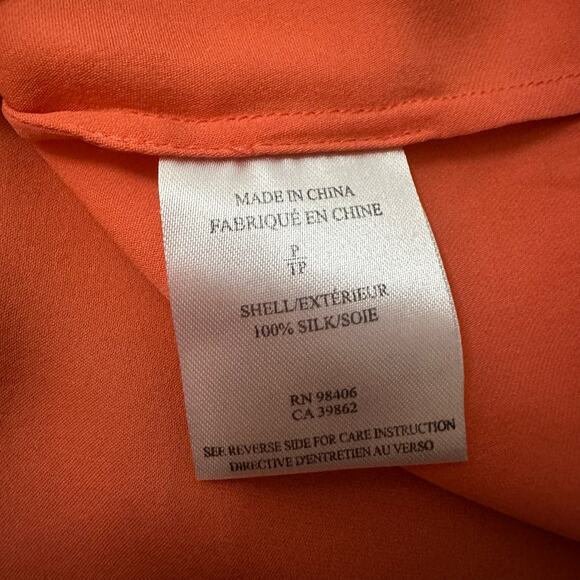 MADE IN CHINA
FABRIQUÉ EN CHINE
P
TP
SHELL/EXTÉRIEUR
100% SILK/SOIE
RN 98406
CA 39862
SEE REVERSE SIDE FOR CARE INSTRUCTION
DIRECTIVE D'ENTRETIEN AU VERSO